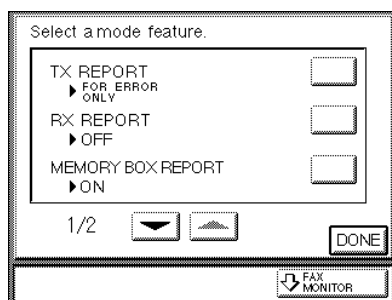 Select a mode feature.
TX REPORT
FOR ERROR
ONLY
RX REPORT
OFF
MEMORY BOX REPORT
ON
1/2
DONE
FAX
MONITOR